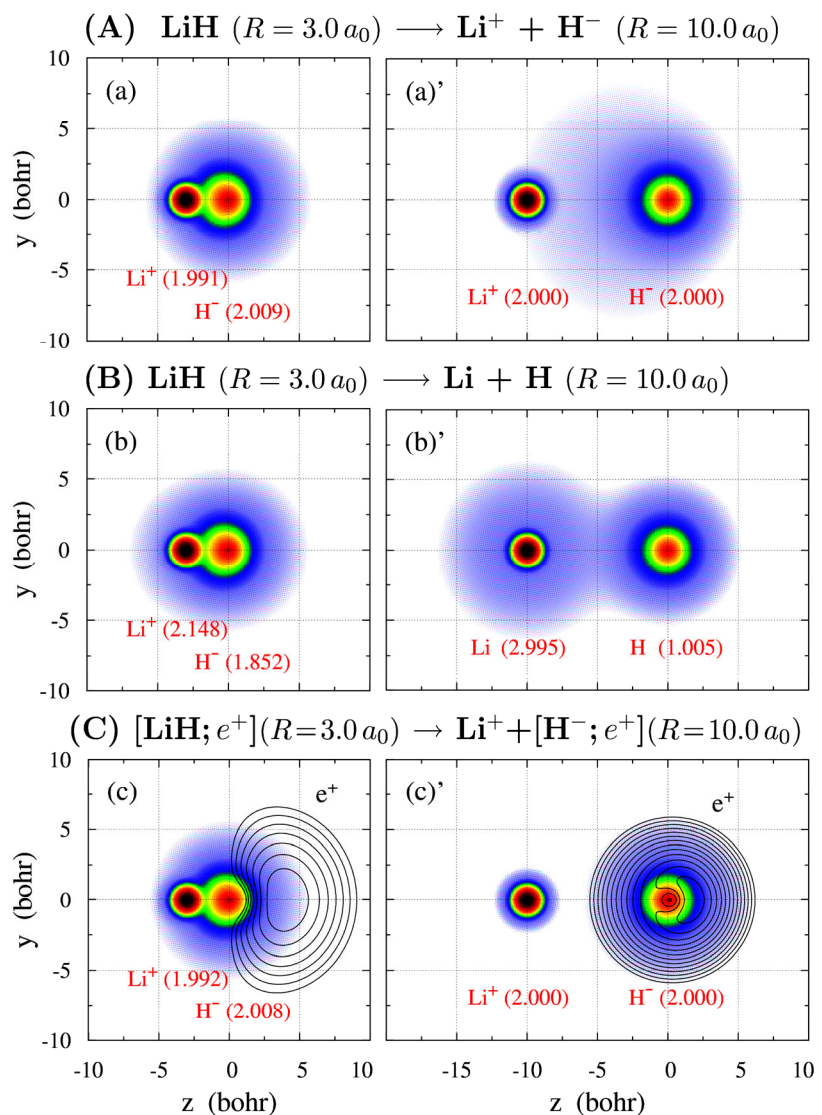 (A) LiH (R = 3.0 a₀) ⟶ Li⁺ + H⁻ (R = 10.0 a₀)
10
5
0
-5
-10
y (bohr)
(a)
Li⁺ (1.991)
H⁻ (2.009)
(a)'
Li⁺ (2.000)
H⁻ (2.000)
(B) LiH (R = 3.0 a₀) ⟶ Li + H (R = 10.0 a₀)
10
5
0
-5
-10
y (bohr)
(b)
Li⁺ (2.148)
H⁻ (1.852)
(b)'
Li (2.995)
H (1.005)
(C) [LiH; e⁺](R=3.0 a₀) → Li⁺+[H⁻; e⁺](R=10.0 a₀)
10
5
0
-5
-10
y (bohr)
(c)
e⁺
Li⁺ (1.992)
H⁻ (2.008)
(c)'
e⁺
Li⁺ (2.000)
H⁻ (2.000)
-10 -5 0 5 10
-15 -10 -5 0 5 10
z (bohr)
z (bohr)